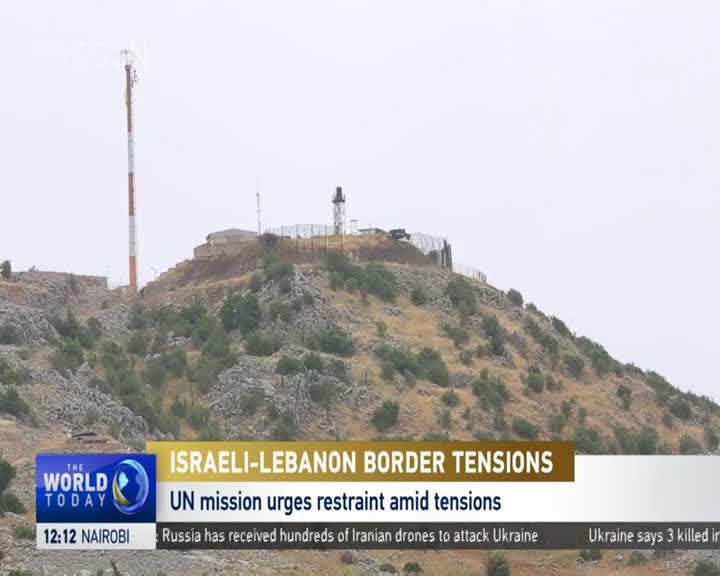 ISRAELI-LEBANON BORDER TENSIONS
THE
WORLD
TODAY
UN mission urges restraint amid tensions
12:12 NAIROBI
: Russia has received hundreds of Iranian drones to attack Ukraine
Ukraine says 3 killed in